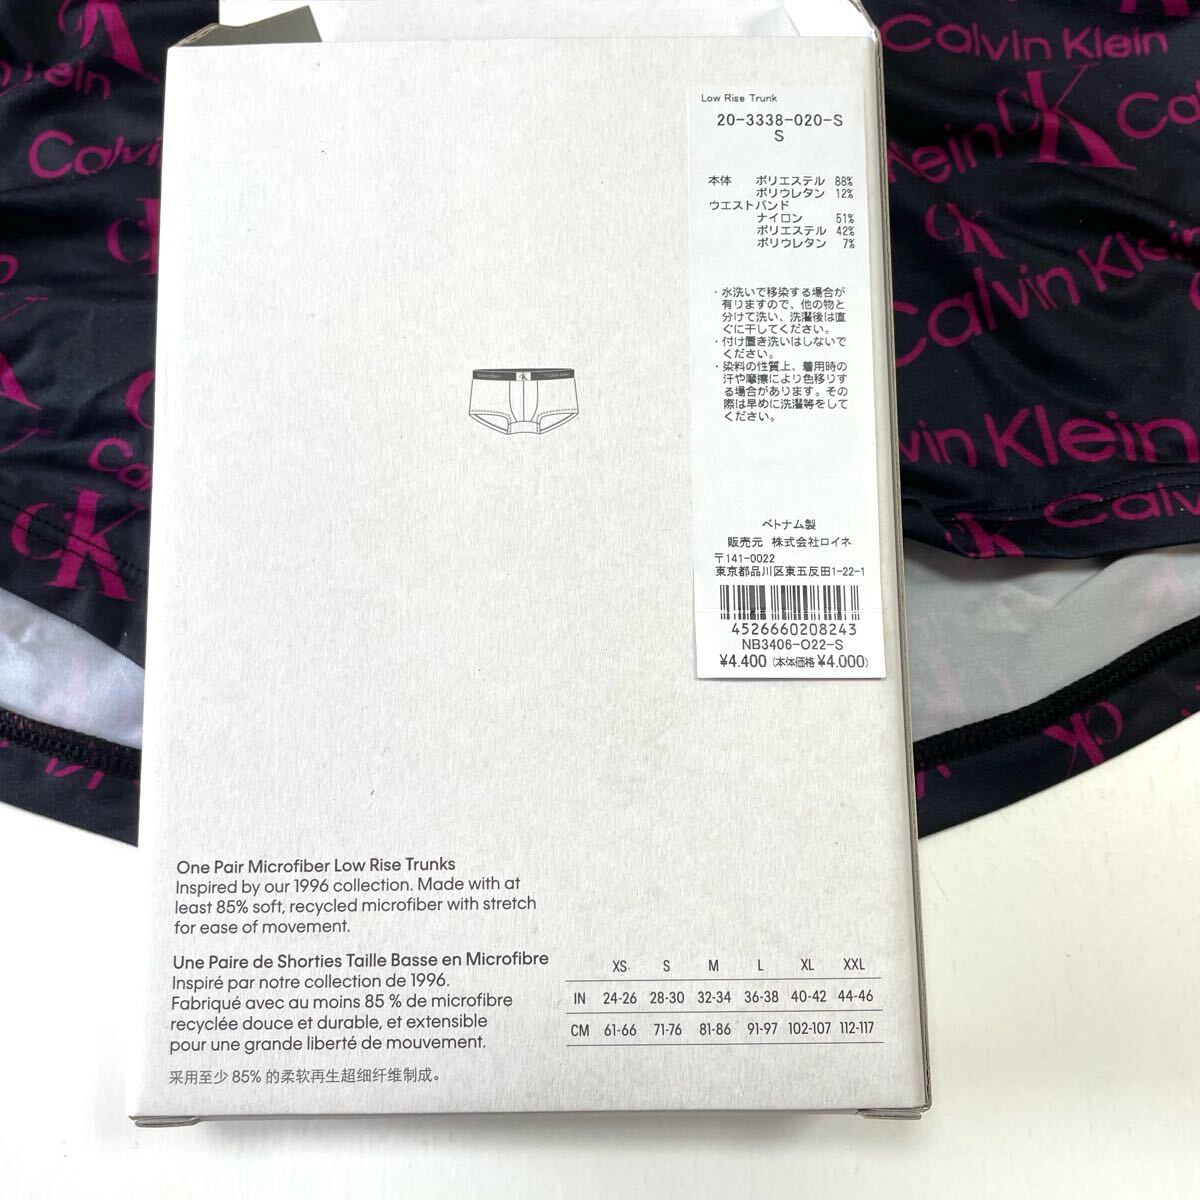 Calvin Klein
CK
Calvin Klein
Low Rise Trunk
20-3338-020-S
S
本体 ポリエステル 88%
ポリウレタン 12%
ウエストバンド
ナイロン 51%
ポリエステル 42%
ポリウレタン 7%
・水洗いで移染する場合が
有りますので、他の物と
分けて洗い、洗濯後は直
ぐに干してください。
・付け置き洗いはしないで
ください。
・染料の性質上、着用時の
汗や摩擦により色移りす
る場合があります。その
際は早めに洗濯等をして
ください。
ベトナム製
販売元 株式会社ロイネ
〒141-0022
東京都品川区東五反田1-22-1
4526660208243
NB3406-O22-S
¥4.400 (本体価格 ¥4.000)
One Pair Microfiber Low Rise Trunks
Inspired by our 1996 collection. Made with at
least 85% soft, recycled microfiber with stretch
for ease of movement.
Une Paire de Shorties Taille Basse en Microfibre
Inspiré par notre collection de 1996.
Fabriqué avec au moins 85 % de microfibre
recyclée douce et durable, et extensible
pour une grande liberté de mouvement.
采用至少 85% 的柔软再生超细纤维制成。
XS S M L XL XXL
IN 24-26 28-30 32-34 36-38 40-42 44-46
CM 61-66 71-76 81-86 91-97 102-107 112-117